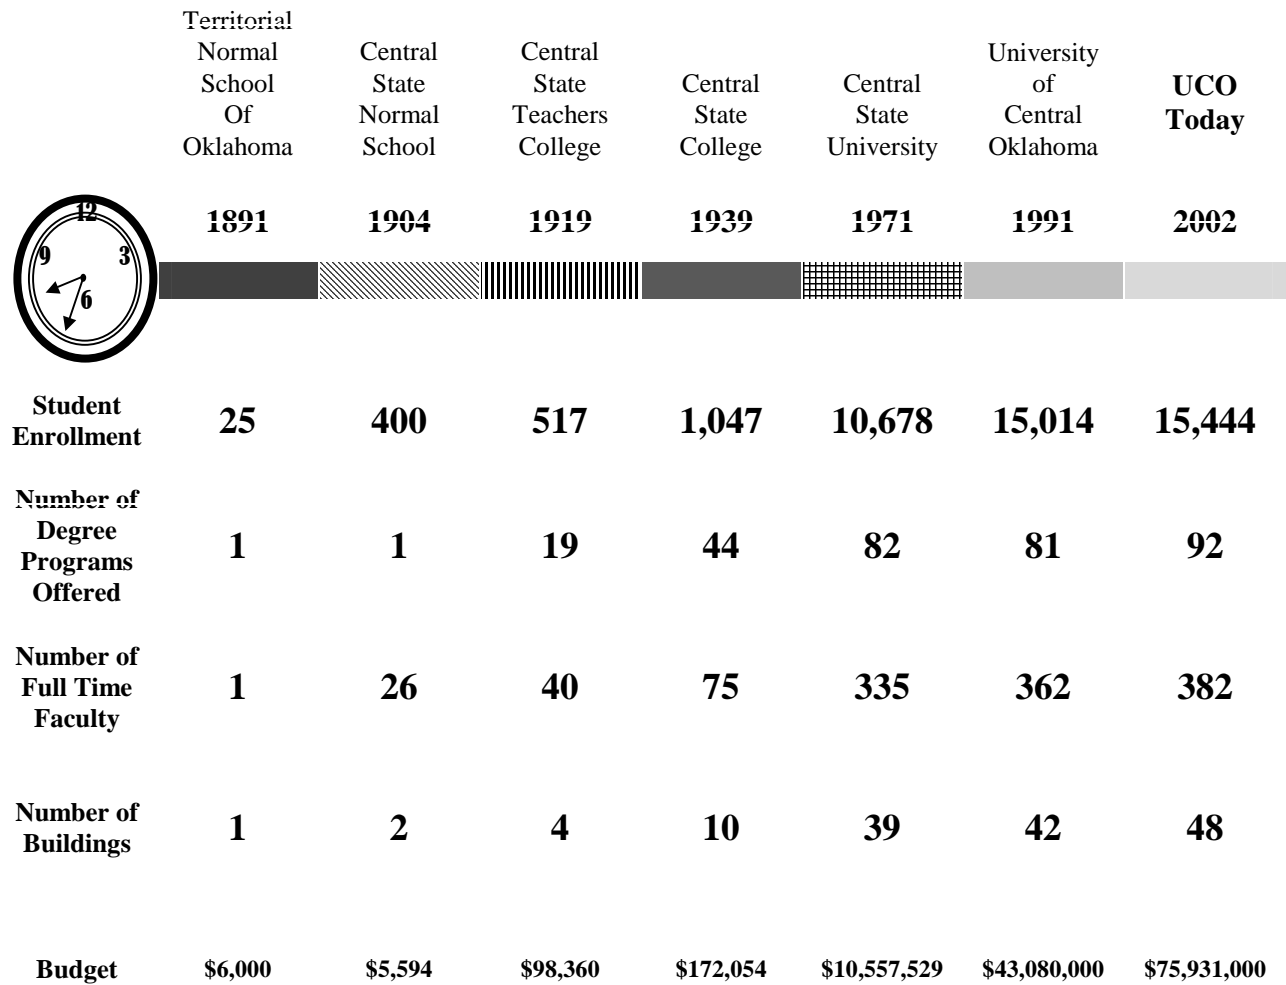 Territorial
Normal
School
Of
Oklahoma
Central
State
Normal
School
Central
State
Teachers
College
Central
State
College
Central
State
University
University
of
Central
Oklahoma
UCO
Today
1891 1904 1919 1939 1971 1991 2002
12
9 3
6
Student
Enrollment
25 400 517 1,047 10,678 15,014 15,444
Number of
Degree
Programs
Offered
1 1 19 44 82 81 92
Number of
Full Time
Faculty
1 26 40 75 335 362 382
Number of
Buildings
1 2 4 10 39 42 48
Budget $6,000 $5,594 $98,360 $172,054 $10,557,529 $43,080,000 $75,931,000